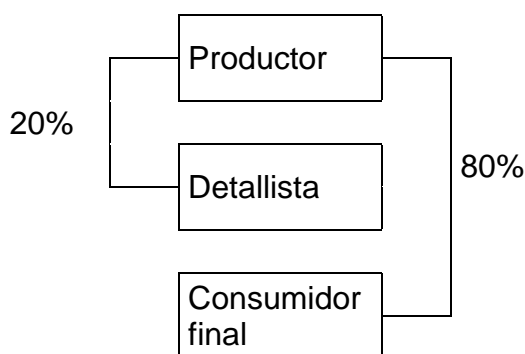 Productor
20%
Detallista
80%
Consumidor
final